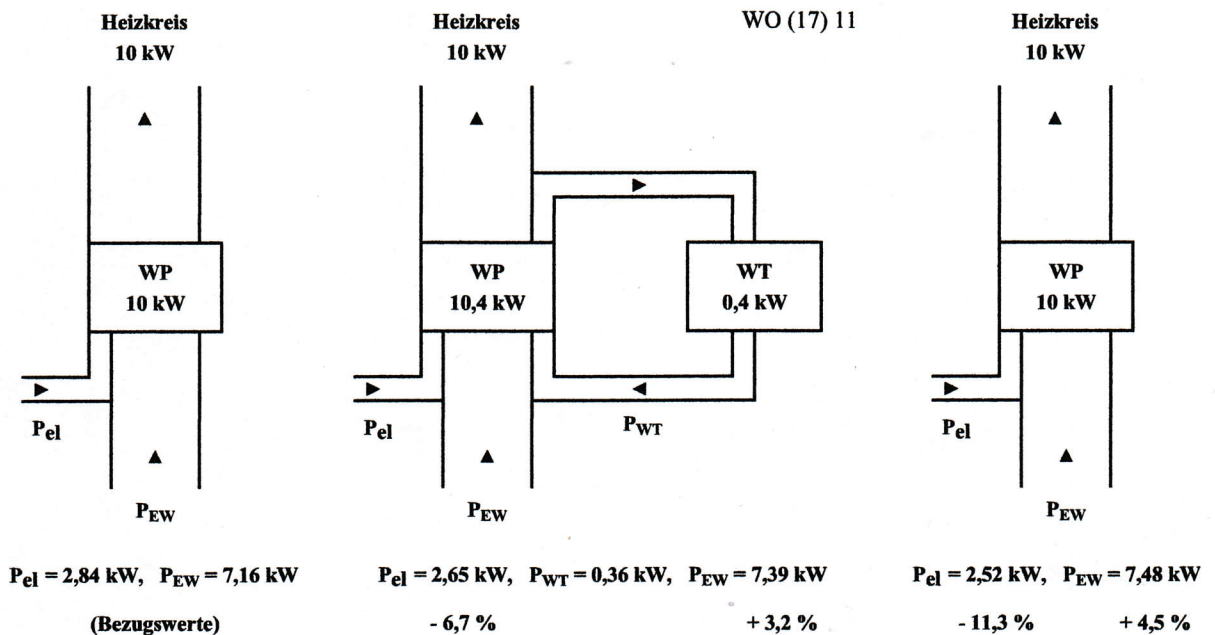 WO (17) 11
Heizkreis
10 kW
WP
10 kW
Pel
PEW
Pel = 2,84 kW, PEW = 7,16 kW
(Bezugswerte)
Heizkreis
10 kW
WP
10,4 kW
WT
0,4 kW
Pel
PWT
PEW
Pel = 2,65 kW, PWT = 0,36 kW, PEW = 7,39 kW
- 6,7 % + 3,2 %
Heizkreis
10 kW
WP
10 kW
Pel
PEW
Pel = 2,52 kW, PEW = 7,48 kW
- 11,3 % + 4,5 %